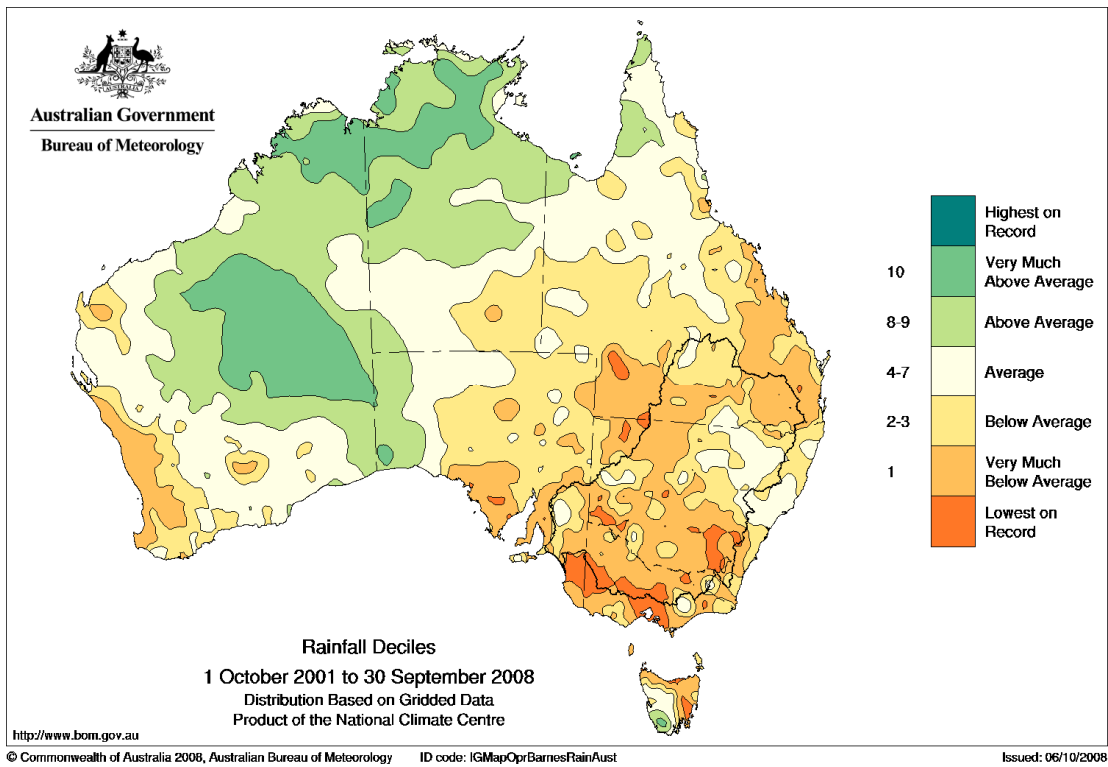 AUSTRALIA
Australian Government
Bureau of Meteorology
Highest on
Record
10
Very Much
Above Average
8-9
Above Average
4-7
Average
2-3
Below Average
1
Very Much
Below Average
Lowest on
Record
Rainfall Deciles
1 October 2001 to 30 September 2008
Distribution Based on Gridded Data
Product of the National Climate Centre
http://www.bom.gov.au
© Commonwealth of Australia 2008, Australian Bureau of Meteorology
ID code: IGMapOprBarnesRainAust
Issued: 06/10/2008